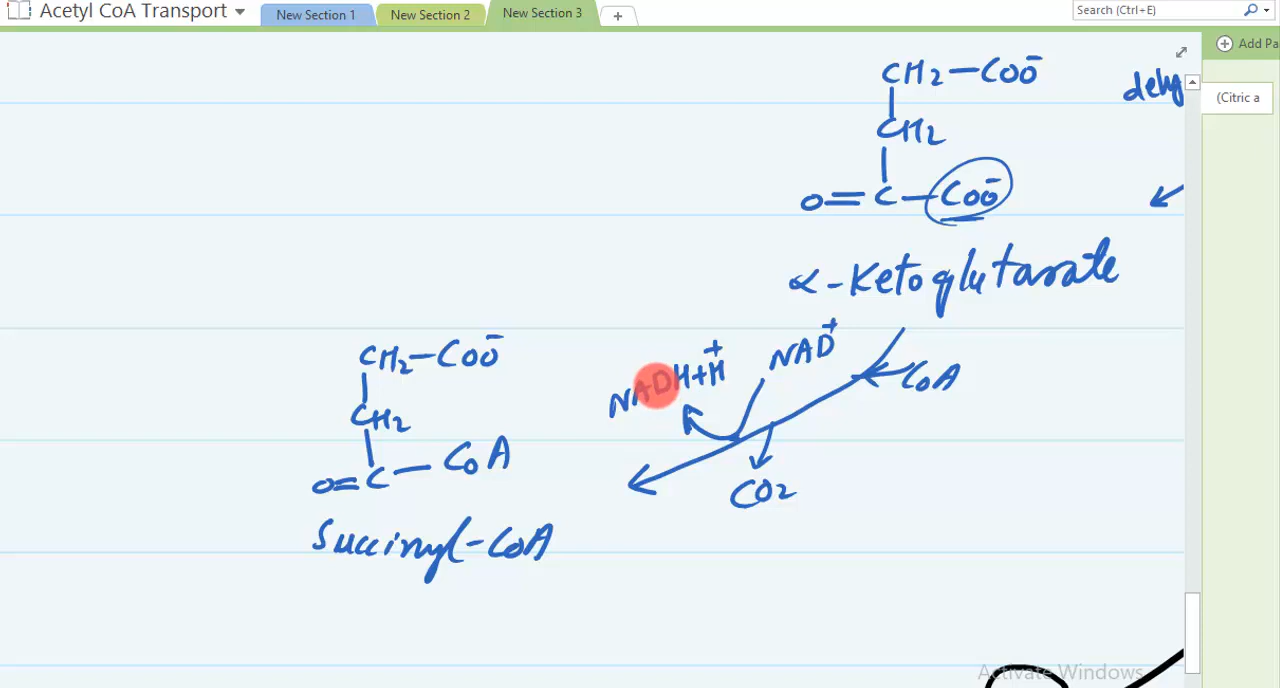 Acetyl CoA Transport
New Section 1
New Section 2
New Section 3
+
Search (Ctrl+E)
Add Pa
(Citric a
CH2-COO⁻
CH2
O=C-COO⁻
dehy
α-Ketoglutarate
NADH+H⁺
NAD⁺
CoA
CO2
CH2-COO⁻
CH2
O=C-CoA
Succinyl-CoA
Activate Windows